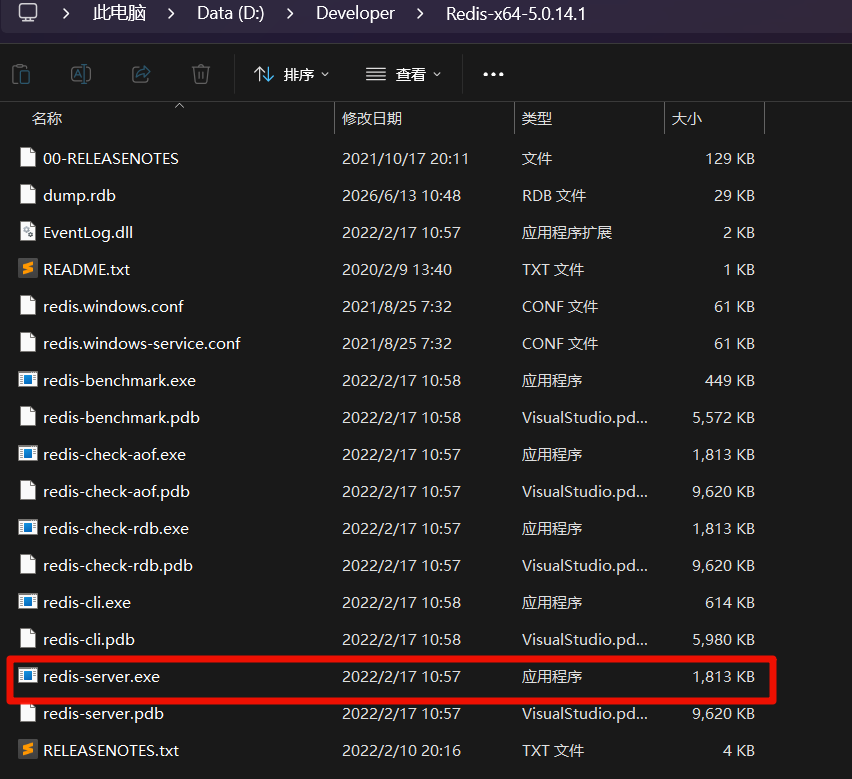 此电脑 > Data (D:) > Developer > Redis-x64-5.0.14.1
排序 查看
名称 修改日期 类型 大小
00-RELEASENOTES 2021/10/17 20:11 文件 129 KB
dump.rdb 2026/6/13 10:48 RDB 文件 29 KB
EventLog.dll 2022/2/17 10:57 应用程序扩展 2 KB
README.txt 2020/2/9 13:40 TXT 文件 1 KB
redis.windows.conf 2021/8/25 7:32 CONF 文件 61 KB
redis.windows-service.conf 2021/8/25 7:32 CONF 文件 61 KB
redis-benchmark.exe 2022/2/17 10:58 应用程序 449 KB
redis-benchmark.pdb 2022/2/17 10:58 VisualStudio.pd... 5,572 KB
redis-check-aof.exe 2022/2/17 10:57 应用程序 1,813 KB
redis-check-aof.pdb 2022/2/17 10:57 VisualStudio.pd... 9,620 KB
redis-check-rdb.exe 2022/2/17 10:57 应用程序 1,813 KB
redis-check-rdb.pdb 2022/2/17 10:57 VisualStudio.pd... 9,620 KB
redis-cli.exe 2022/2/17 10:58 应用程序 614 KB
redis-cli.pdb 2022/2/17 10:58 VisualStudio.pd... 5,980 KB
redis-server.exe 2022/2/17 10:57 应用程序 1,813 KB
redis-server.pdb 2022/2/17 10:57 VisualStudio.pd... 9,620 KB
RELEASENOTES.txt 2022/2/10 20:16 TXT 文件 4 KB